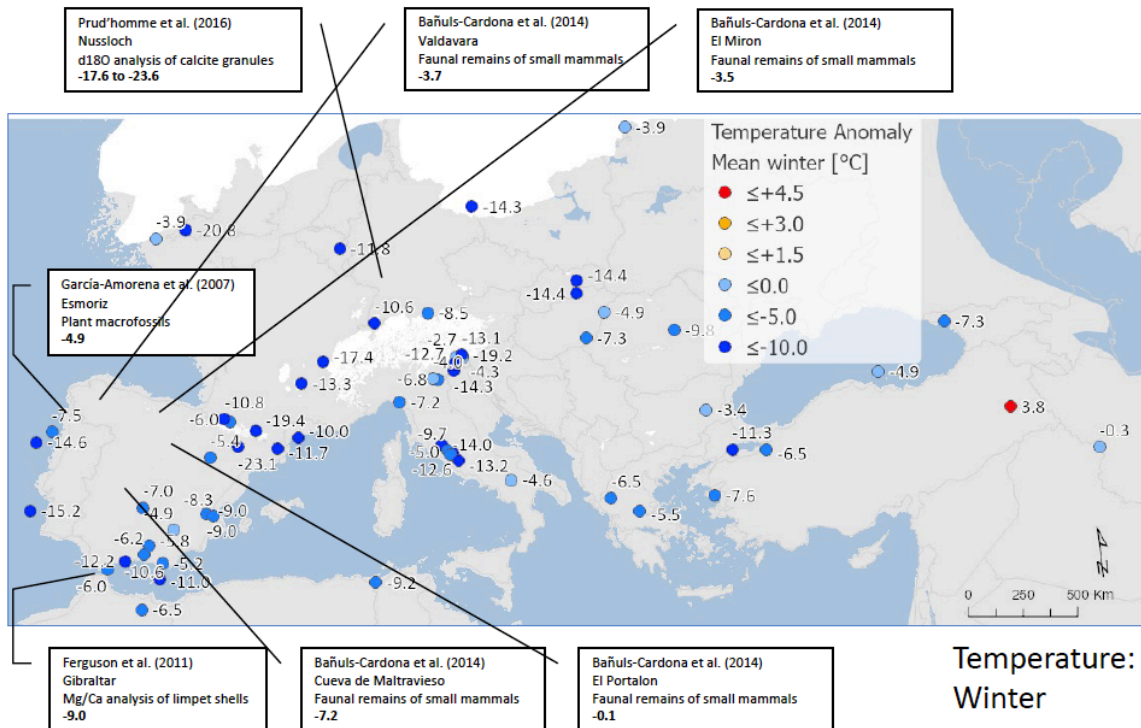 Prud'homme et al. (2016)
Nussloch
d18O analysis of calcite granules
-17.6 to -23.6
Bañuls-Cardona et al. (2014)
Valdavara
Faunal remains of small mammals
-3.7
Bañuls-Cardona et al. (2014)
El Miron
Faunal remains of small mammals
-3.5
Temperature Anomaly
Mean winter [°C]
≤+4.5
≤+3.0
≤+1.5
≤0.0
≤-5.0
≤-10.0
-3.9
-14.3
-3.9
-20.8
-11.8
García-Amorena et al. (2007)
Esmoriz
Plant macrofossils
-4.9
-14.4
-14.4
-10.6
-8.5
-4.9
-7.3
-9.8
-7.3
-2.7
-13.1
-12.7
-19.2
-4.0
-17.4
-4.3
-6.8
-14.3
-13.3
-4.9
-7.2
-3.4
3.8
-10.8
-7.5
-6.0
-19.4
-10.0
-14.6
-5.4
-11.7
-23.1
-9.7
-14.0
-5.0
-13.2
-12.6
-11.3
-6.5
-0.3
-4.6
-7.0
-8.3
-6.5
-7.6
-15.2
-4.9
-9.0
-9.0
-5.5
-6.2
-5.8
-12.2
-5.2
-10.6
-6.0
-11.0
-9.2
-6.5
0 250 500 Km
N
Ferguson et al. (2011)
Gibraltar
Mg/Ca analysis of limpet shells
-9.0
Bañuls-Cardona et al. (2014)
Cueva de Maltravieso
Faunal remains of small mammals
-7.2
Bañuls-Cardona et al. (2014)
El Portalon
Faunal remains of small mammals
-0.1
Temperature:
Winter